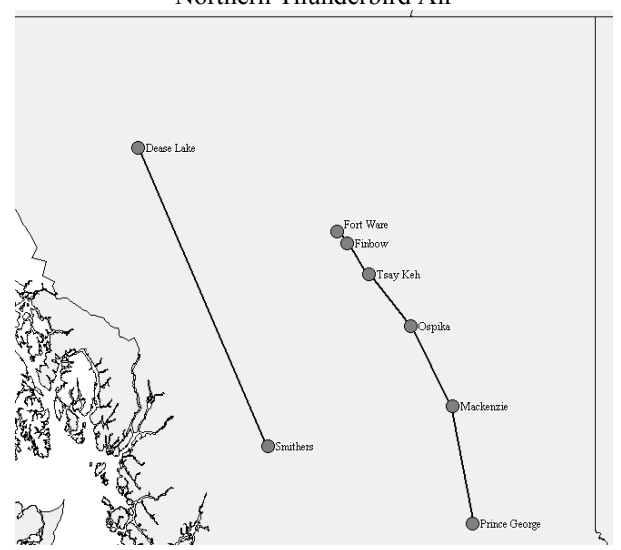 Northern Thunderbird Air
Dease Lake
Fort Ware
Finbow
Tsay Keh
Ospika
Mackenzie
Smithers
Prince George